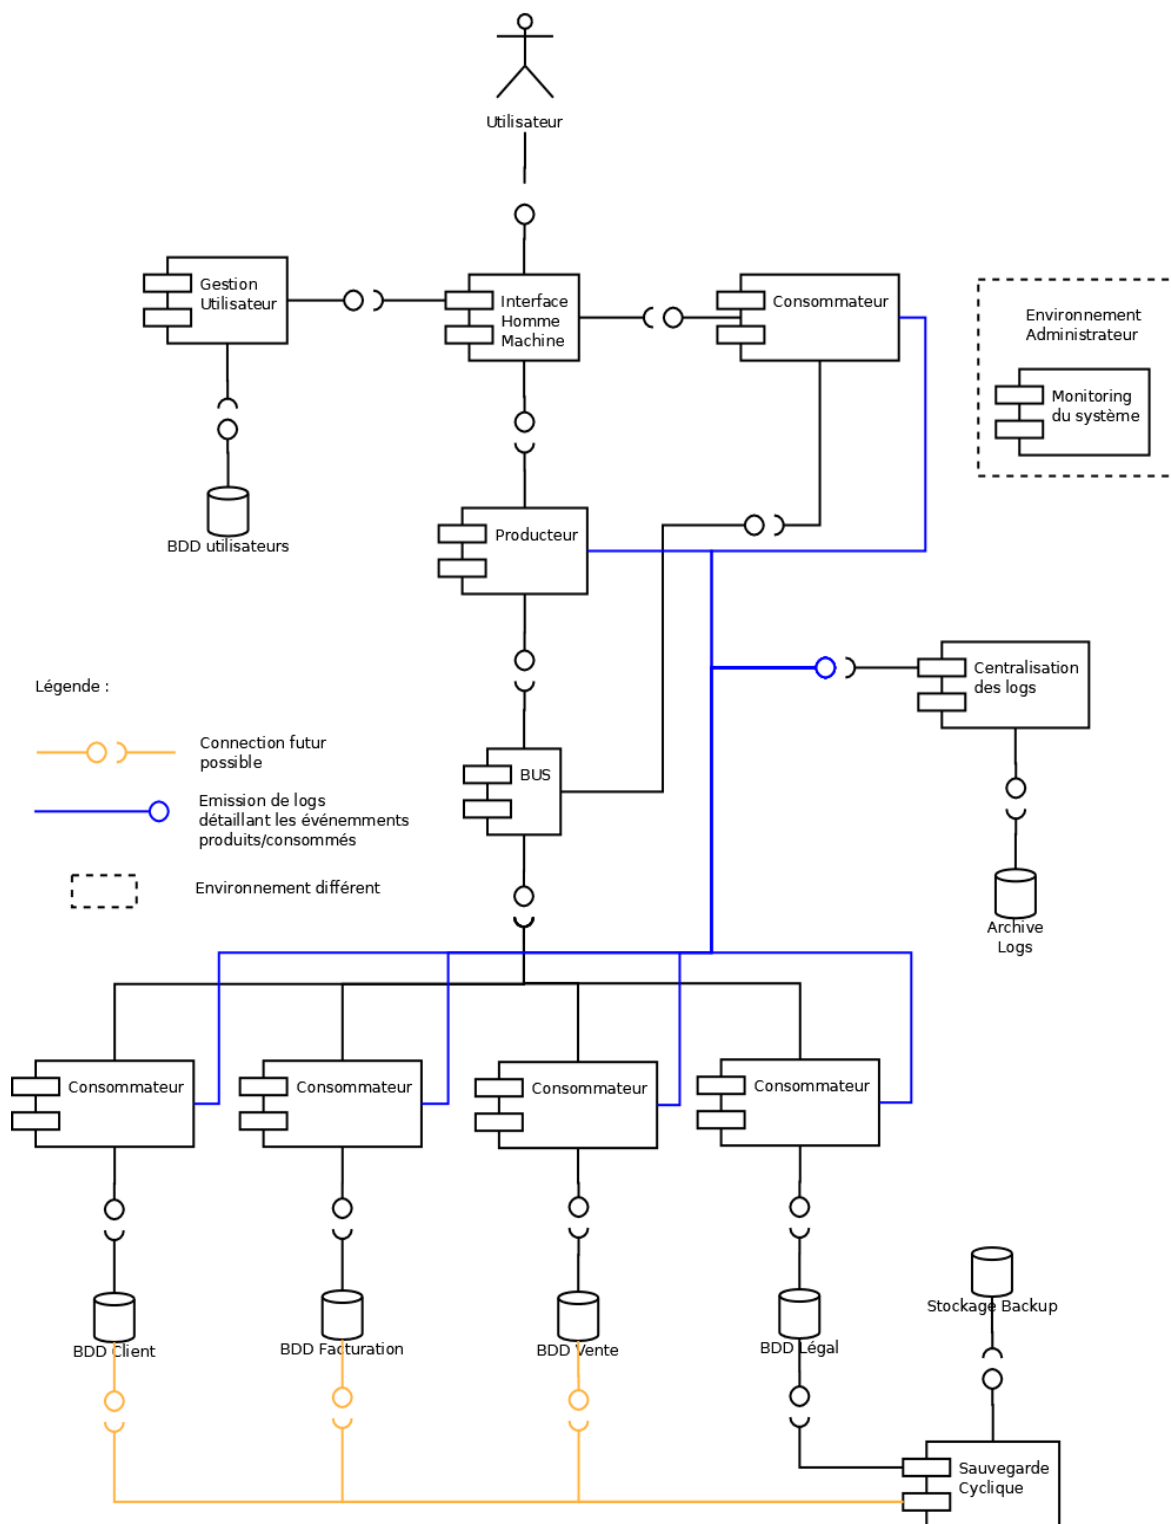 Utilisateur
Gestion
Utilisateur
Interface
Homme
Machine
Consommateur
Environnement
Administrateur
Monitoring
du système
BDD utilisateurs
Producteur
Centralisation
des logs
Légende :
Connection futur
possible
Emission de logs
détaillant les événemments
produits/consommés
Environnement différent
BUS
Archive
Logs
Consommateur
Consommateur
Consommateur
Consommateur
BDD Client
BDD Facturation
BDD Vente
BDD Légal
Stockage Backup
Sauvegarde
Cyclique